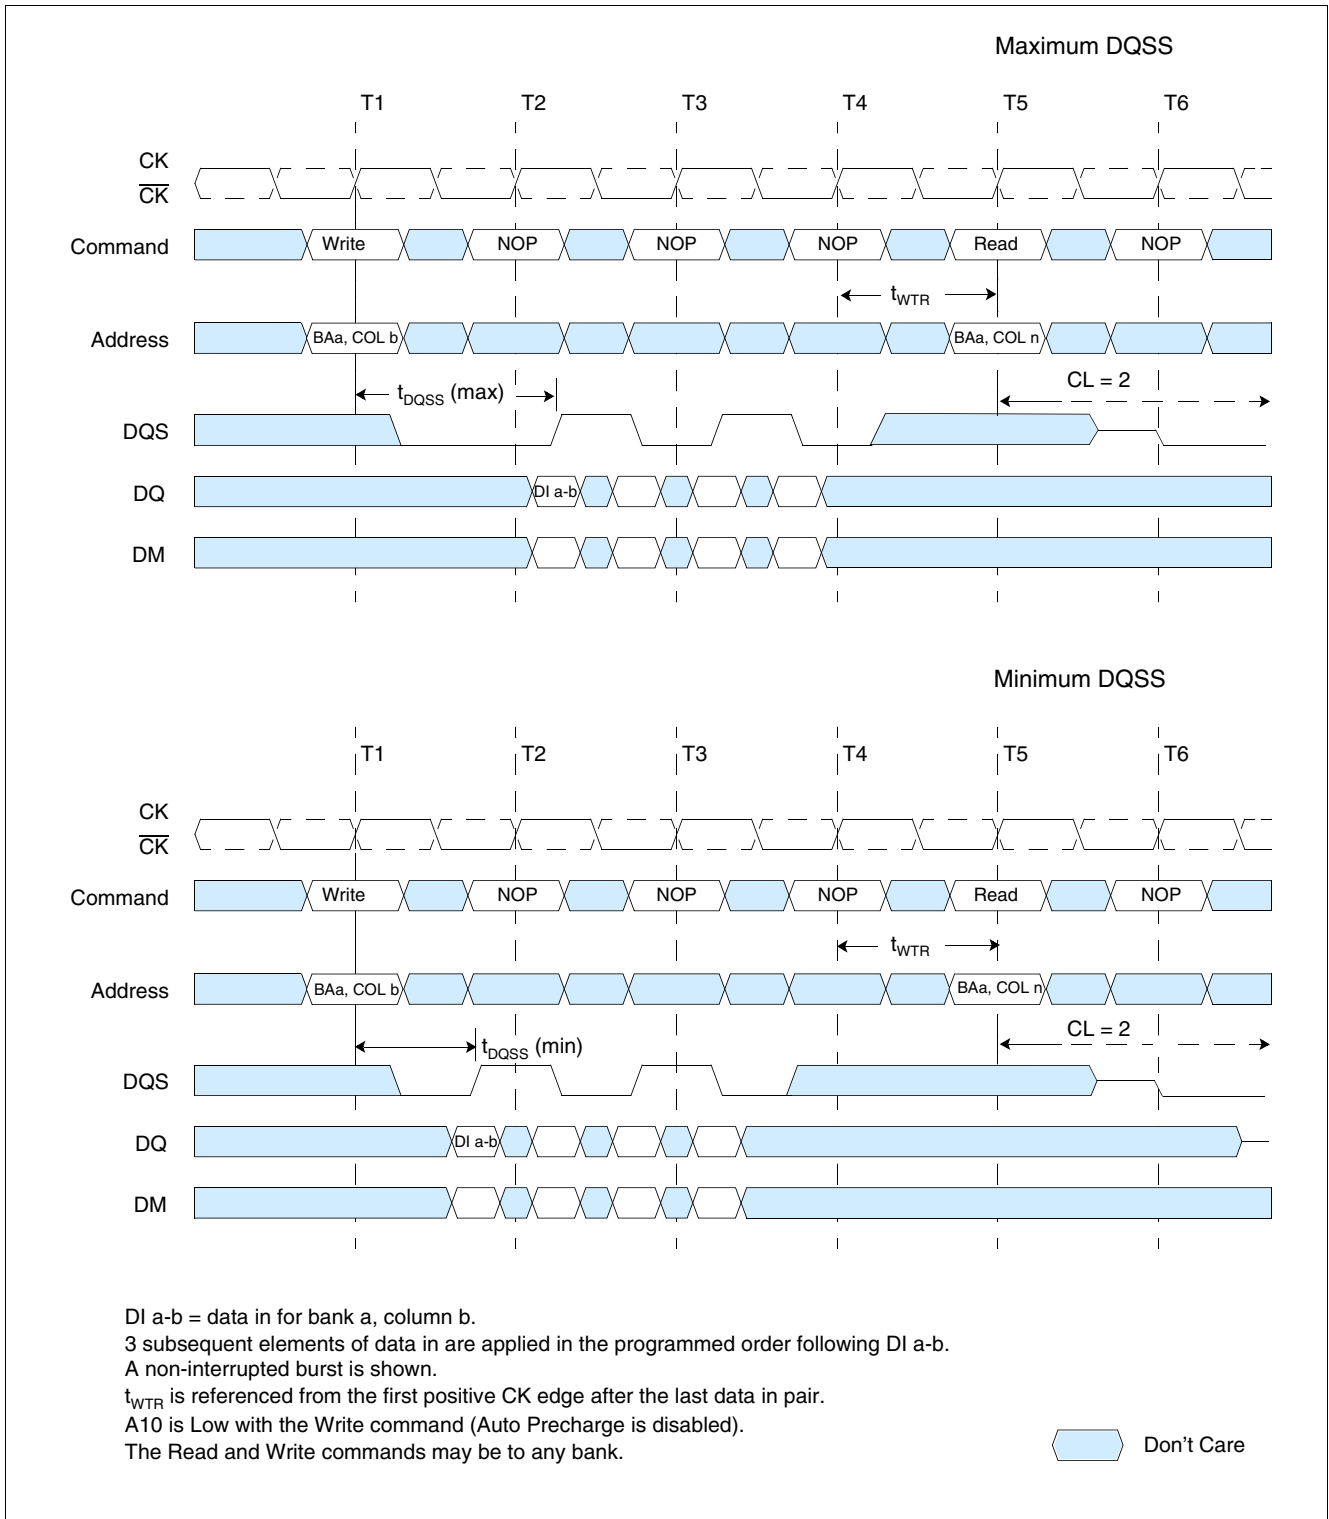 Maximum DQSS
T1 T2 T3 T4 T5 T6
CK
CK
Command Write NOP NOP NOP Read NOP
tWTR
Address BAa, COL b BAa, COL n
tDQSS (max) CL = 2
DQS
DQ DI a-b
DM
Minimum DQSS
T1 T2 T3 T4 T5 T6
CK
CK
Command Write NOP NOP NOP Read NOP
tWTR
Address BAa, COL b BAa, COL n
tDQSS (min) CL = 2
DQS
DQ DI a-b
DM
DI a-b = data in for bank a, column b.
3 subsequent elements of data in are applied in the programmed order following DI a-b.
A non-interrupted burst is shown.
tWTR is referenced from the first positive CK edge after the last data in pair.
A10 is Low with the Write command (Auto Precharge is disabled).
The Read and Write commands may be to any bank.
Don't Care